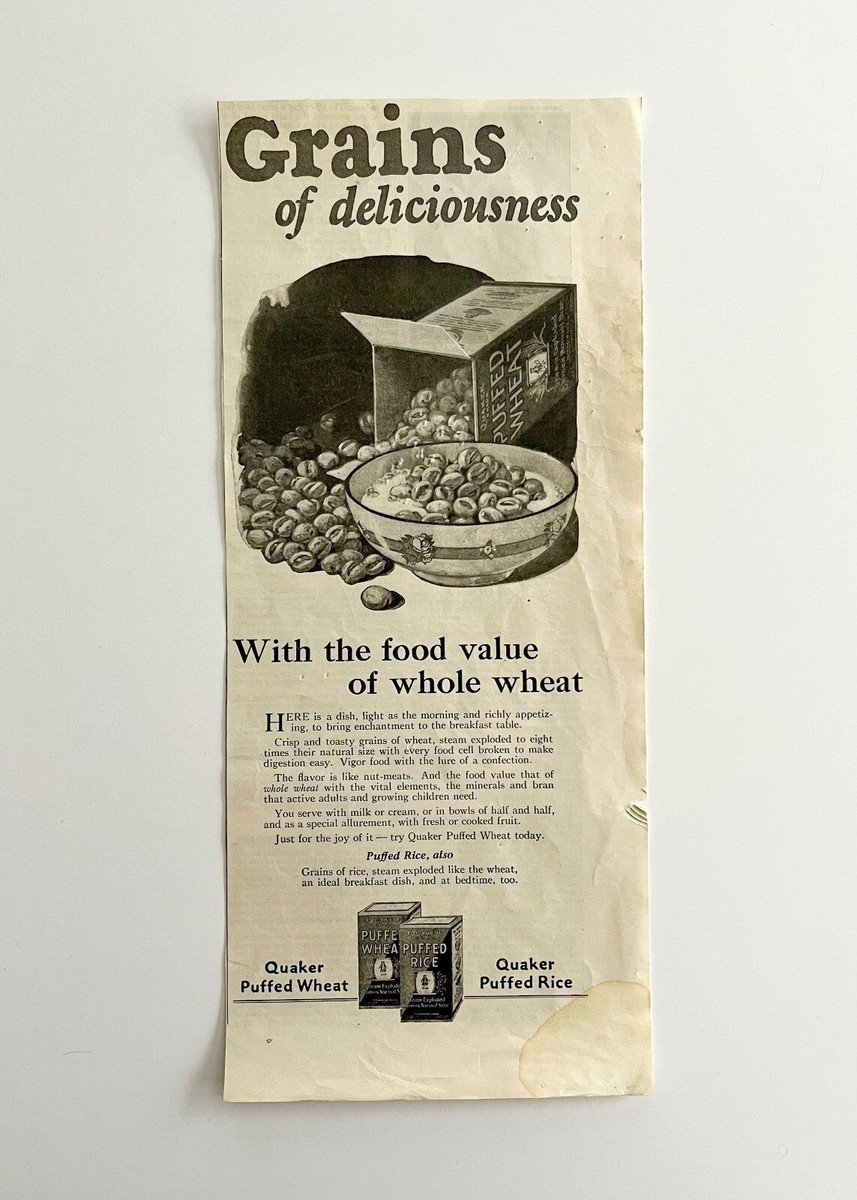 Grains
of deliciousness
PUFFED
WHEAT
With the food value
of whole wheat
HERE is a dish, light as the morning and richly appetiz-
ing, to bring enchantment to the breakfast table.
Crisp and toasty grains of wheat, steam exploded to eight
times their natural size with every food cell broken to make
digestion easy. Vigor food with the lure of a confection.
The flavor is like nut-meats. And the food value that of
whole wheat with the vital elements, the minerals and bran
that active adults and growing children need.
You serve with milk or cream, or in bowls of half and half,
and as a special allurement, with fresh or cooked fruit.
Just for the joy of it — try Quaker Puffed Wheat today.
Puffed Rice, also
Grains of rice, steam exploded like the wheat,
an ideal breakfast dish, and at bedtime, too.
PUFFE
WHEA
PUFFED
RICE
Quaker
Puffed Wheat
Quaker
Puffed Rice